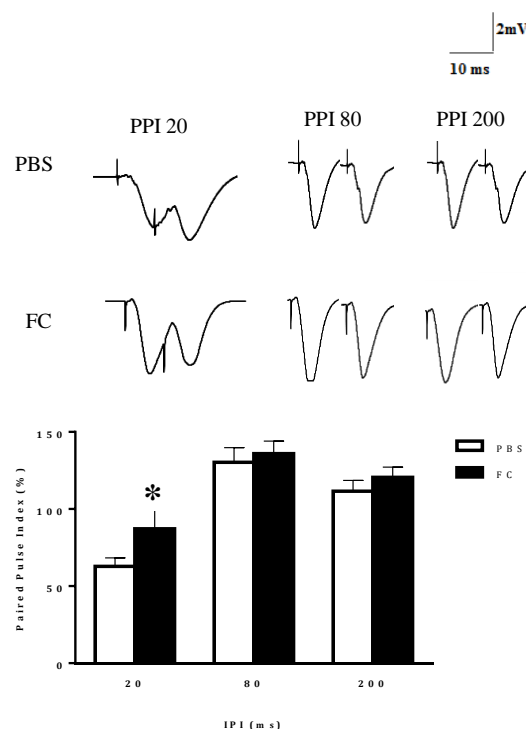 2mV
10 ms
PPI 20 PPI 80 PPI 200
PBS
FC
Paired Pulse Index (%)
150
100
50
0
*
PBS
FC
20 80 200
IPI (ms)